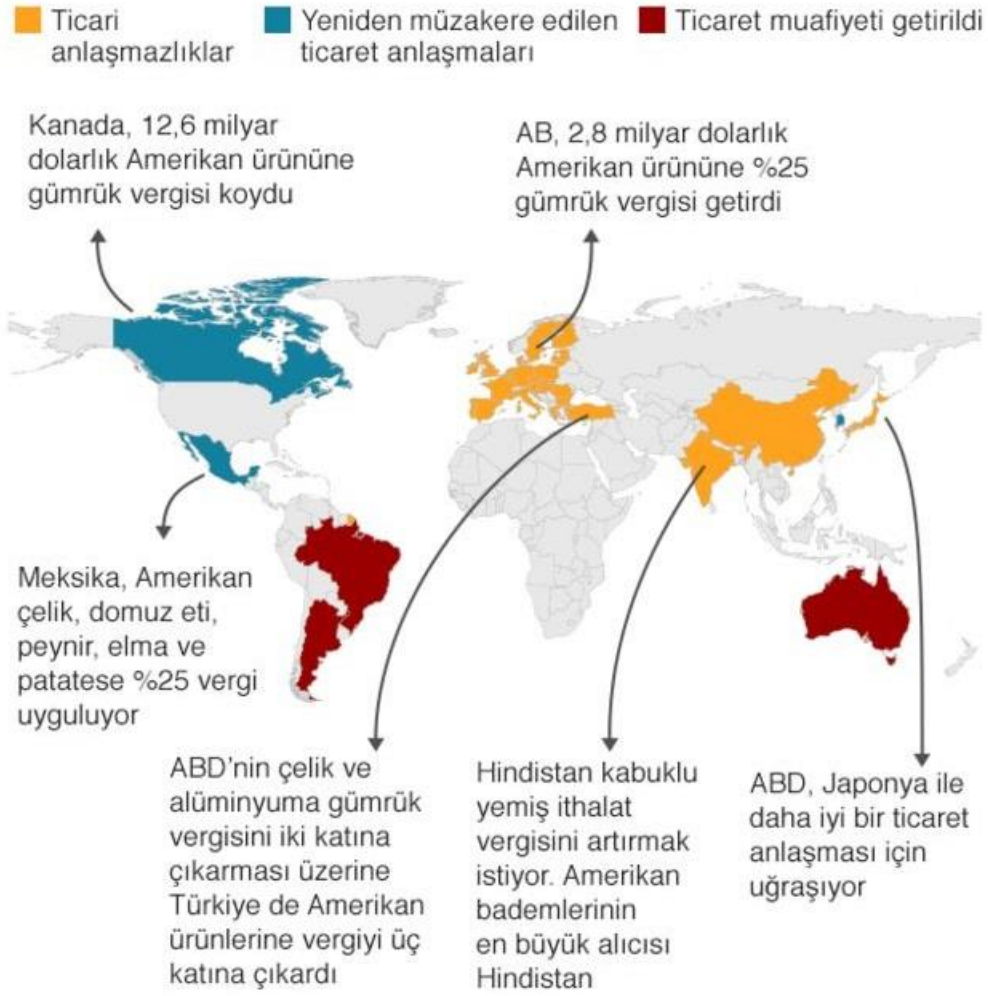 Ticari
anlaşmazlıklar
Yeniden müzakere edilen
ticaret anlaşmaları
Ticaret muafiyeti getirildi
Kanada, 12,6 milyar
dolarlık Amerikan ürününe
gümrük vergisi koydu
AB, 2,8 milyar dolarlık
Amerikan ürününe %25
gümrük vergisi getirdi
Meksika, Amerikan
çelik, domuz eti,
peynir, elma ve
patatese %25 vergi
uyguluyor
ABD'nin çelik ve
alüminyuma gümrük
vergisini iki katına
çıkarması üzerine
Türkiye de Amerikan
ürünlerine vergiyi üç
katına çıkardı
Hindistan kabuklu
yemiş ithalat
vergisini artırmak
istiyor. Amerikan
bademlerinin
en büyük alıcısı
Hindistan
ABD, Japonya ile
daha iyi bir ticaret
anlaşması için
uğraşıyor